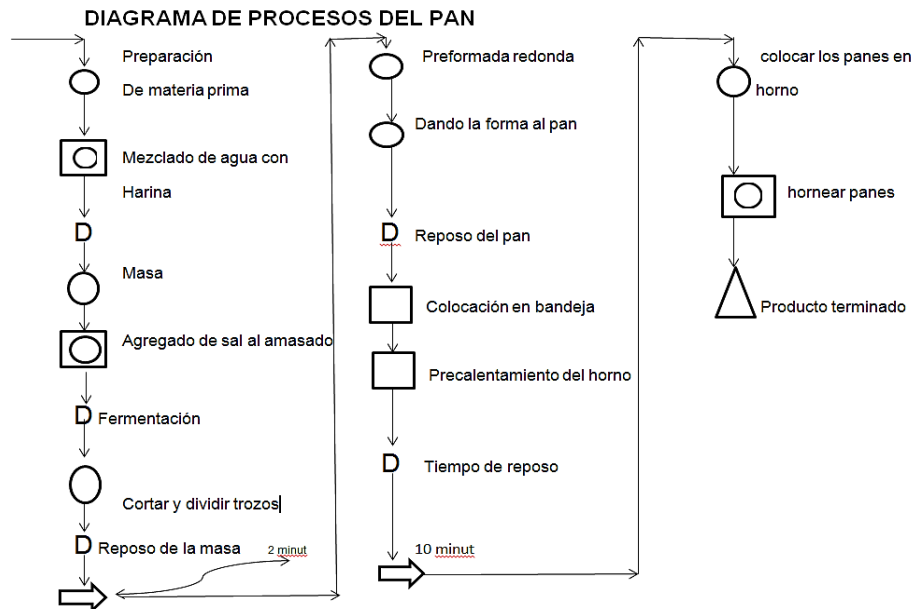 DIAGRAMA DE PROCESOS DEL PAN
Preparación
De materia prima
Mezclado de agua con
Harina
D
Masa
Agregado de sal al amasado
D Fermentación
Cortar y dividir trozos
D Reposo de la masa
2 minut
Preformada redonda
Dando la forma al pan
D Reposo del pan
Colocación en bandeja
Precalentamiento del horno
D Tiempo de reposo
10 minut
colocar los panes en
horno
hornear panes
Producto terminado